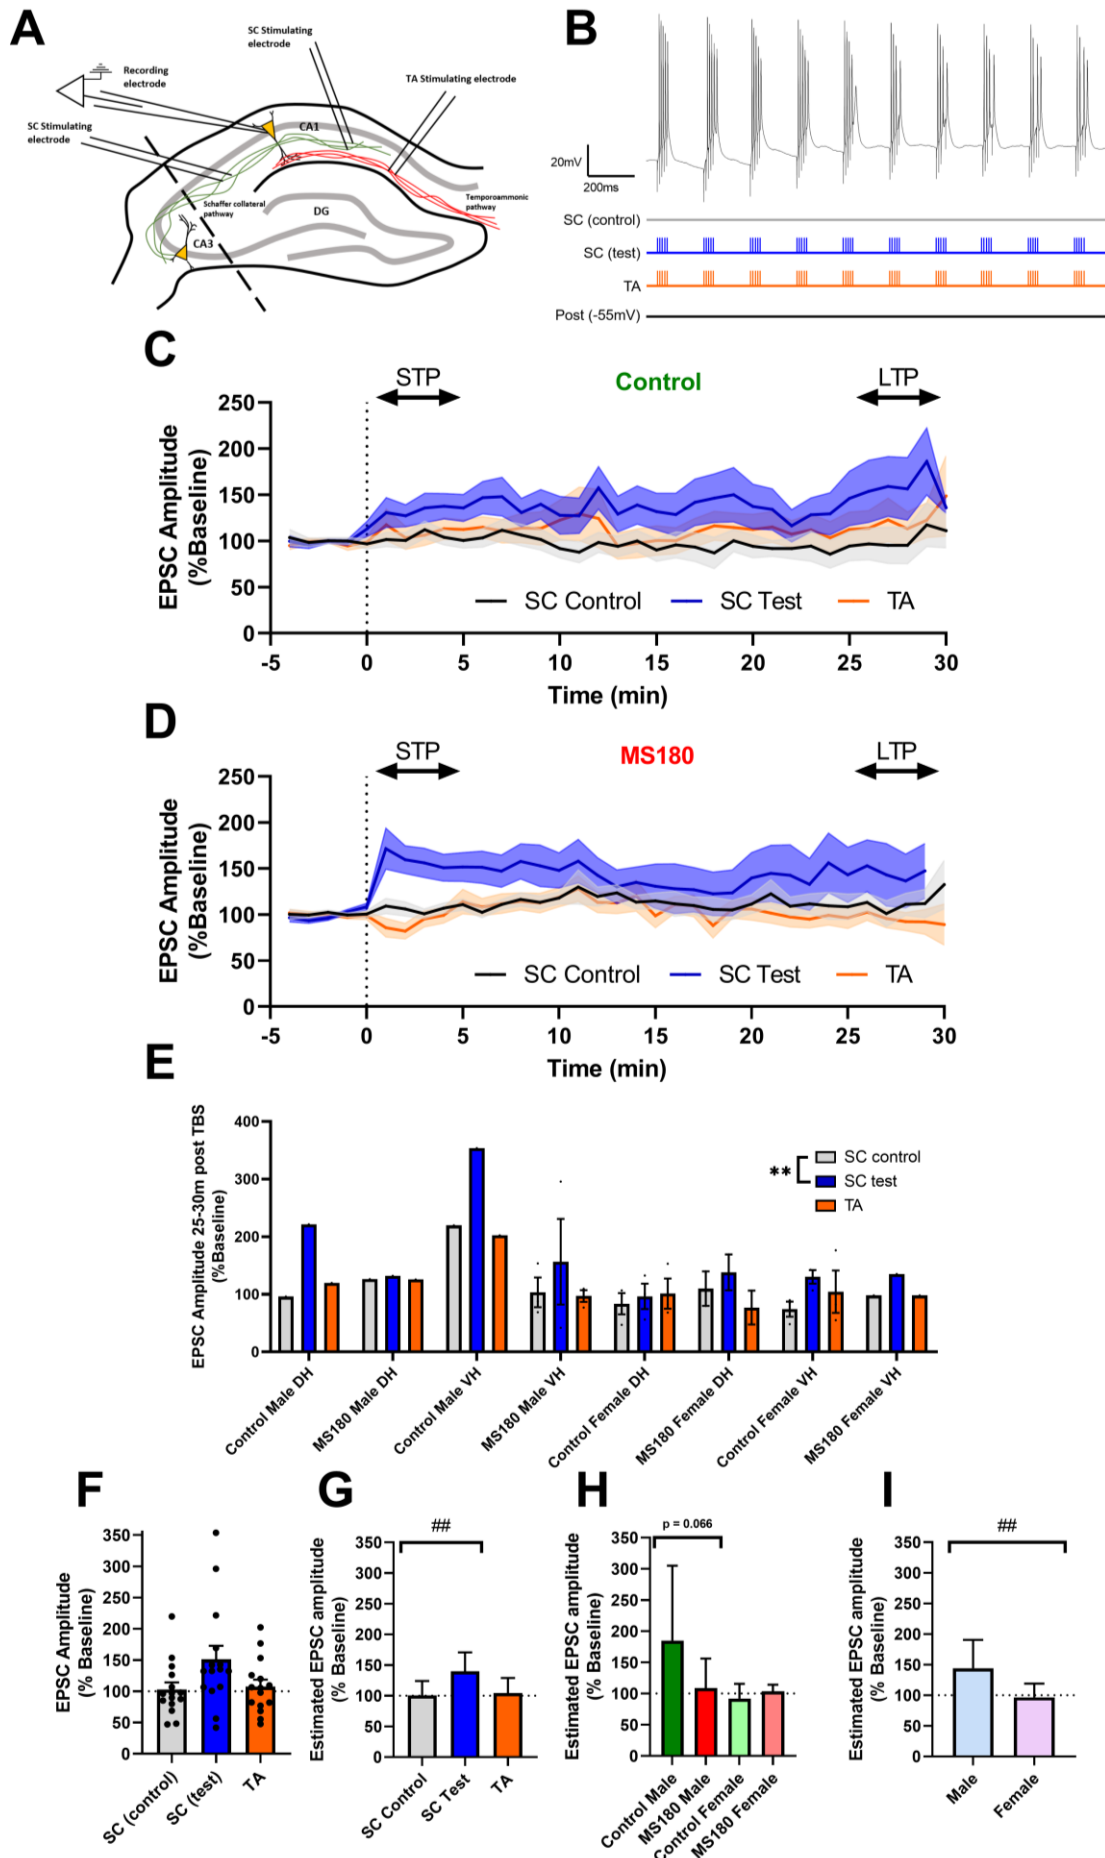 A
SC Stimulating
electrode
Recording
electrode
TA Stimulating electrode
SC Stimulating
electrode
CA1
Schaffer collateral
pathway
Temporoammonic
pathway
DG
CA3
B
20mV
200ms
SC (control)
SC (test)
TA
Post (-55mV)
C
STP
Control
LTP
250
200
150
100
50
0
EPSC Amplitude
(%Baseline)
SC Control
SC Test
TA
-5
0
5
10
15
20
25
30
Time (min)
D
STP
MS180
LTP
250
200
150
100
50
0
EPSC Amplitude
(%Baseline)
SC Control
SC Test
TA
-5
0
5
10
15
20
25
30
Time (min)
E
EPSC Amplitude 25-30m post TBS
(%Baseline)
400
300
200
100
0
**
SC control
SC test
TA
Control Male DH
MS180 Male DH
Control Male VH
MS180 Male VH
Control Female DH
MS180 Female DH
Control Female VH
MS180 Female VH
F
EPSC Amplitude
(% Baseline)
350
300
250
200
150
100
50
0
SC (control)
SC (test)
TA
G
##
Estimated EPSC amplitude
(% Baseline)
350
300
250
200
150
100
50
0
SC Control
SC Test
TA
H
p = 0.066
Estimated EPSC amplitude
(% Baseline)
350
300
250
200
150
100
50
0
Control Male
MS180 Male
Control Female
MS180 Female
I
##
Estimated EPSC amplitude
(% Baseline)
350
300
250
200
150
100
50
0
Male
Female